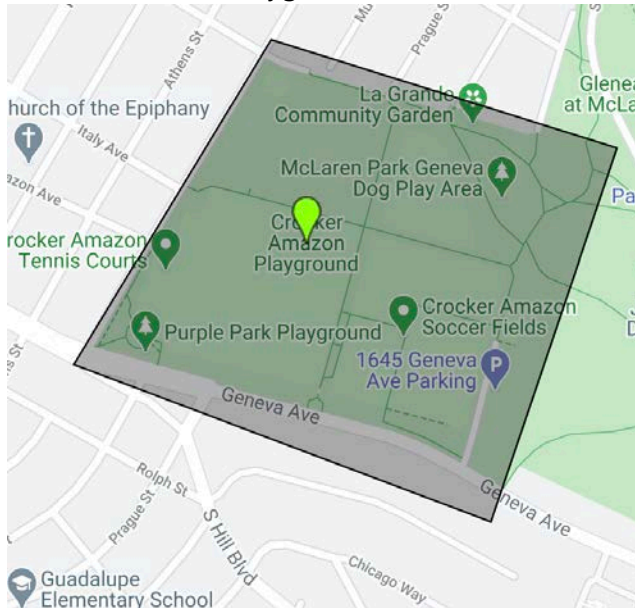 Athens St
Prague St
La Grande
Community Garden
Glenea
at McLa
hurch of the Epiphany
Italy Ave
McLaren Park Geneva
Dog Play Area
azon Ave
Pa
Crocker
Amazon
Playground
rocker Amazon
Tennis Courts
J
D
Crocker Amazon
Soccer Fields
Purple Park Playground
1645 Geneva
Ave Parking
P
s St
Geneva Ave
Rolph St
Prague St
S Hill Blvd
Geneva Ave
Chicago Way
Guadalupe
Elementary School